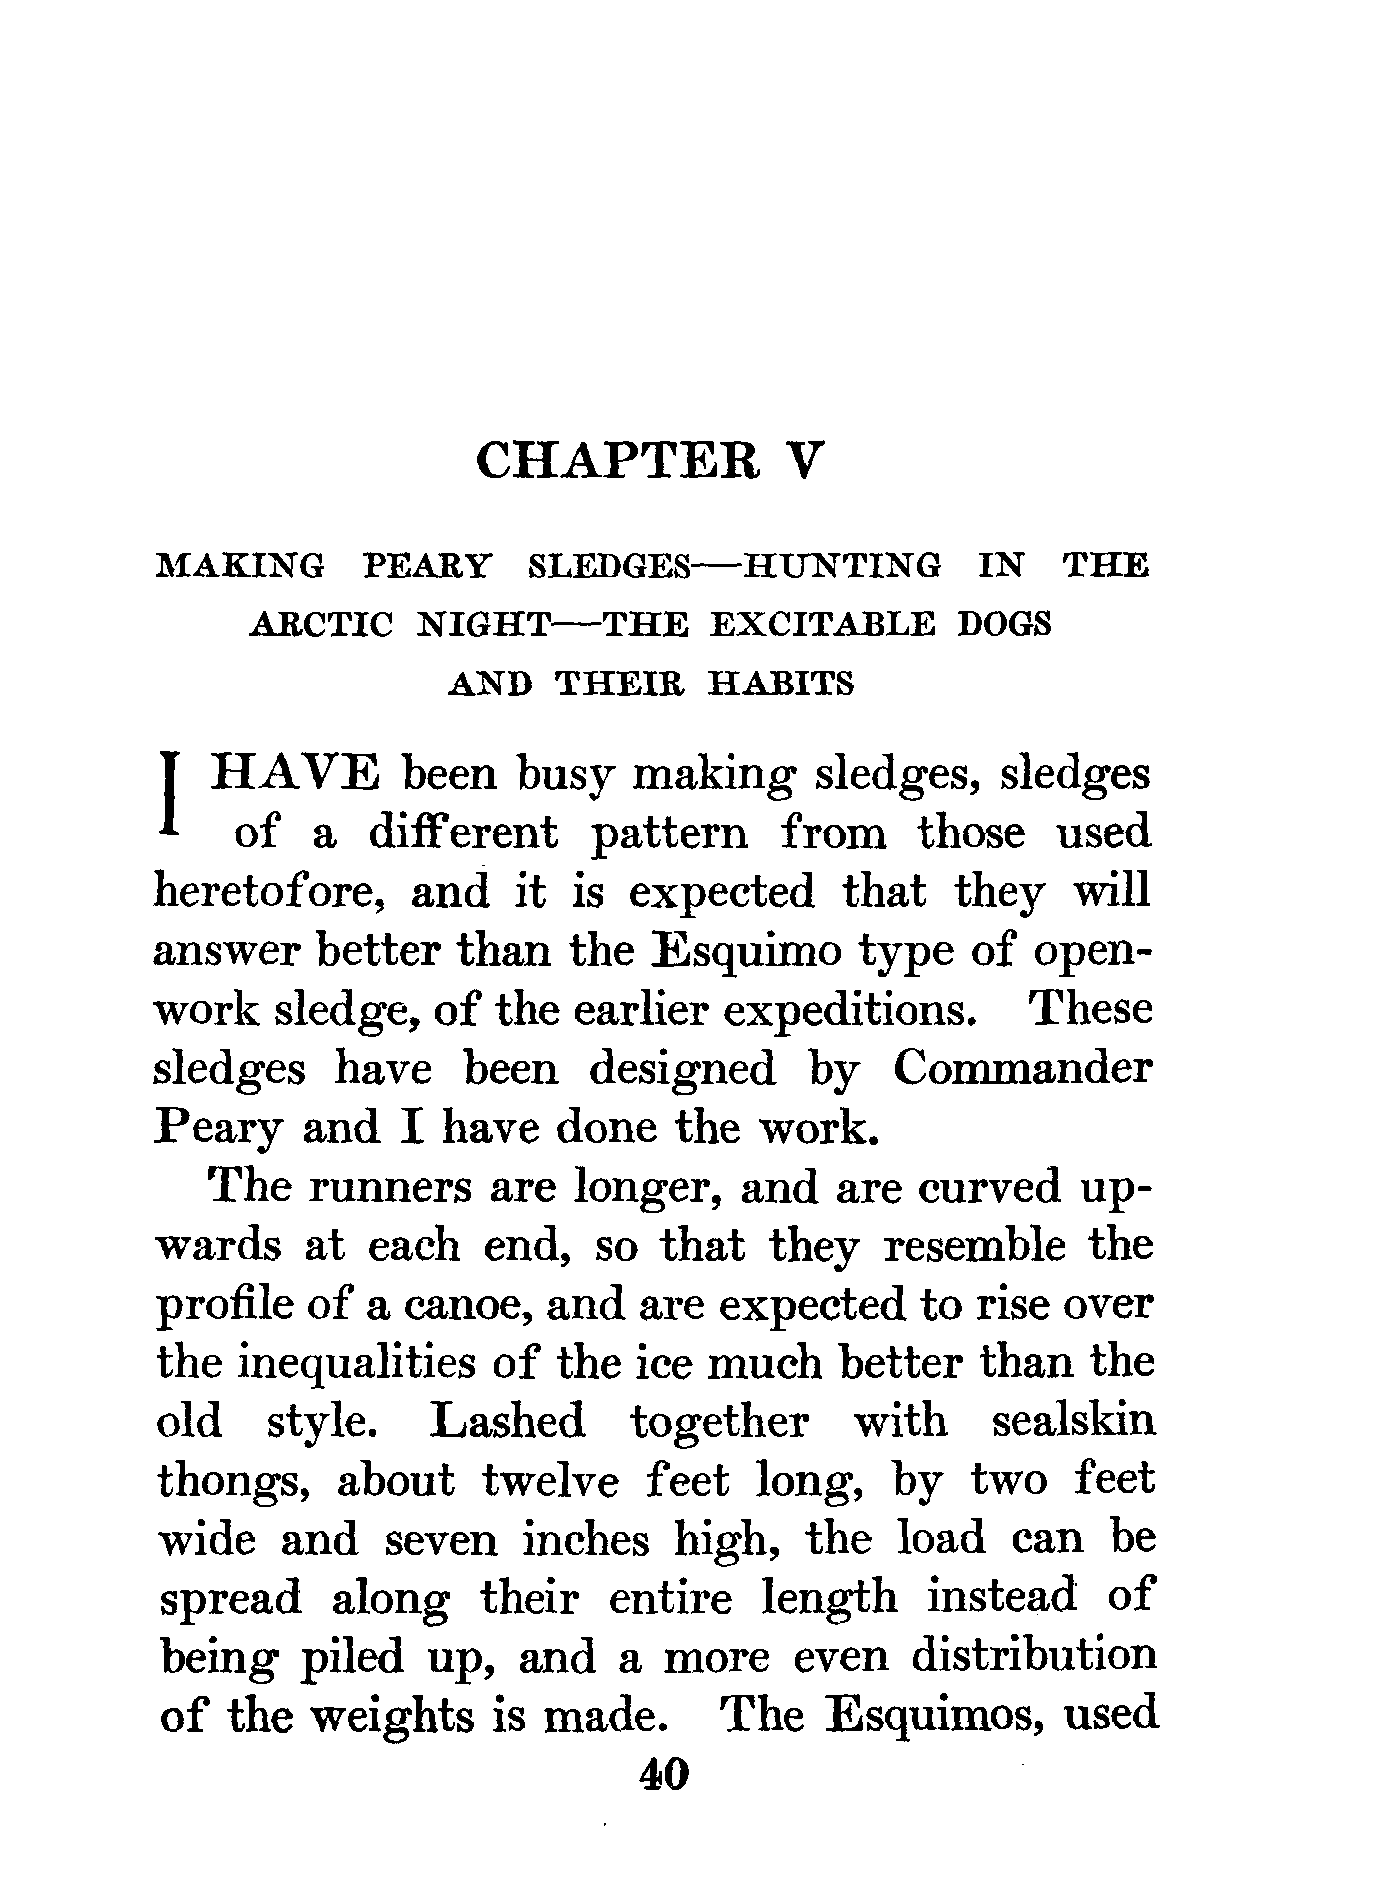 CHAPTER V
MAKING PEARY SLEDGES—HUNTING IN THE
ARCTIC NIGHT—THE EXCITABLE DOGS
AND THEIR HABITS
I HAVE been busy making sledges, sledges
of a different pattern from those used
heretofore, and it is expected that they will
answer better than the Esquimo type of open-
work sledge, of the earlier expeditions. These
sledges have been designed by Commander
Peary and I have done the work.
The runners are longer, and are curved up-
wards at each end, so that they resemble the
profile of a canoe, and are expected to rise over
the inequalities of the ice much better than the
old style. Lashed together with sealskin
thongs, about twelve feet long, by two feet
wide and seven inches high, the load can be
spread along their entire length instead of
being piled up, and a more even distribution
of the weights is made. The Esquimos, used
40